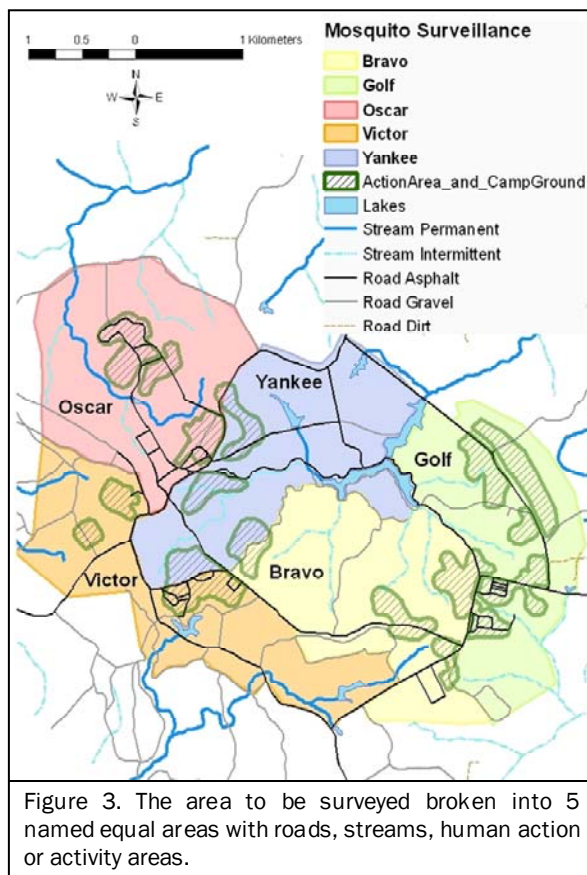 1 0.5 0 1 Kilometers
N
W E
S
Mosquito Surveillance
Bravo
Golf
Oscar
Victor
Yankee
ActionArea_and_CampGround
Lakes
Stream Permanent
Stream Intermittent
Road Asphalt
Road Gravel
Road Dirt
Yankee
Oscar
Golf
Bravo
Victor
Figure 3. The area to be surveyed broken into 5
named equal areas with roads, streams, human action
or activity areas.